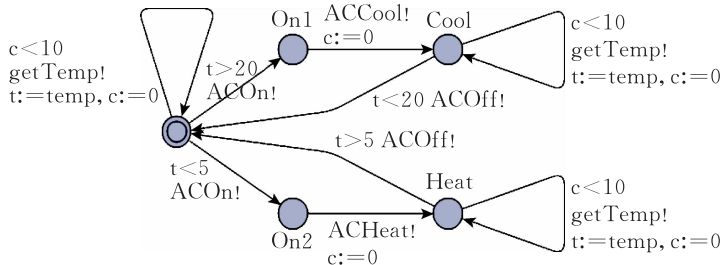 On1
ACCool!
c:=0
Cool
c<10
getTemp!
t:=temp, c:=0
c<10
getTemp!
t:=temp, c:=0
t>20
ACOn!
t<20 ACOff!
t>5 ACOff!
t<5
ACOn!
On2
ACHeat!
c:=0
Heat
c<10
getTemp!
t:=temp, c:=0